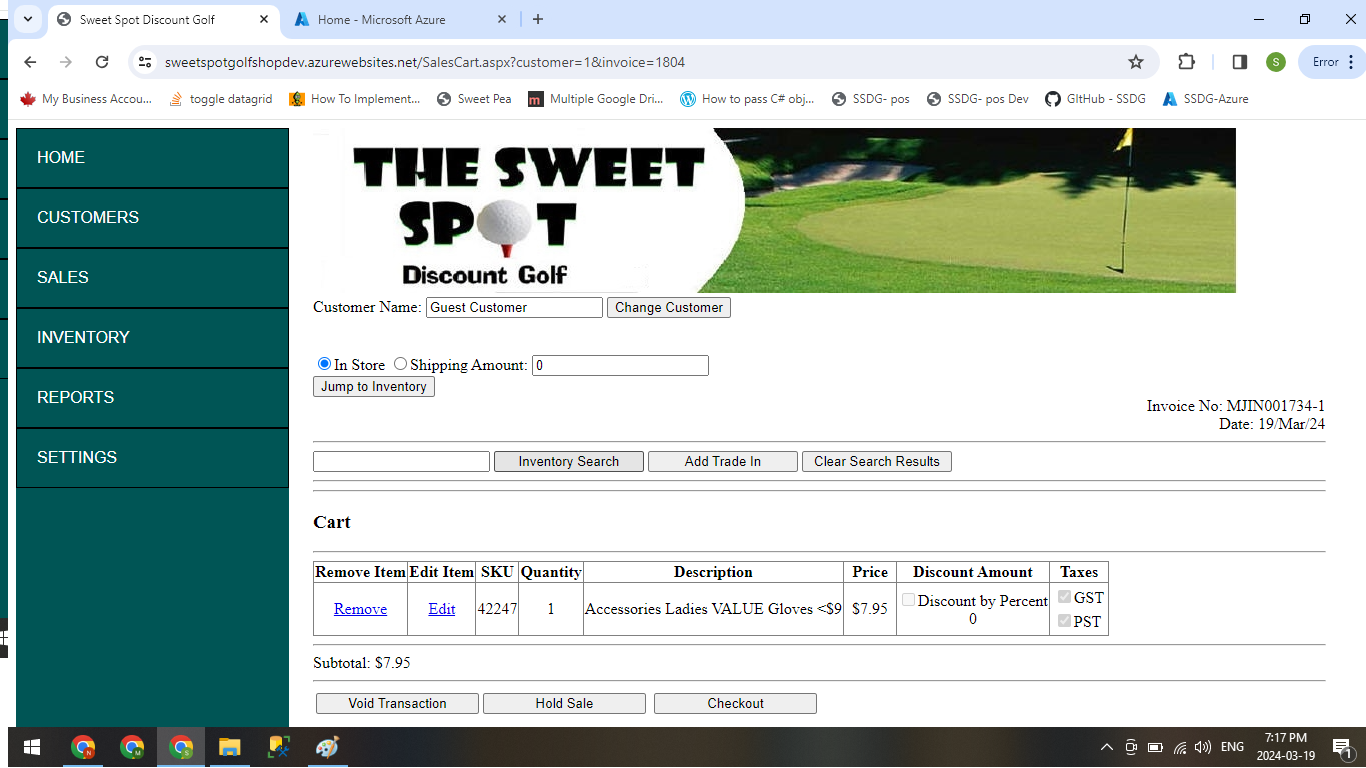 Sweet Spot Discount Golf
Home - Microsoft Azure
sweetspotgolfshopdev.azurewebsites.net/SalesCart.aspx?customer=1&invoice=1804
S
Error
My Business Accou...
toggle datagrid
How To Implement...
Sweet Pea
m
Multiple Google Dri...
How to pass C# obj...
SSDG- pos
SSDG- pos Dev
GItHub - SSDG
SSDG-Azure
HOME
CUSTOMERS
SALES
INVENTORY
REPORTS
SETTINGS
THE SWEET
SPOT
Discount Golf
Customer Name: Guest Customer Change Customer
In Store Shipping Amount: 0
Jump to Inventory
Invoice No: MJIN001734-1
Date: 19/Mar/24
Inventory Search Add Trade In Clear Search Results
Cart
Remove Item Edit Item SKU Quantity Description Price Discount Amount Taxes
Remove Edit 42247 1 Accessories Ladies VALUE Gloves <$9 $7.95 Discount by Percent GST
0 PST
Subtotal: $7.95
Void Transaction Hold Sale Checkout
N M S
ENG
7:17 PM
2024-03-19
1